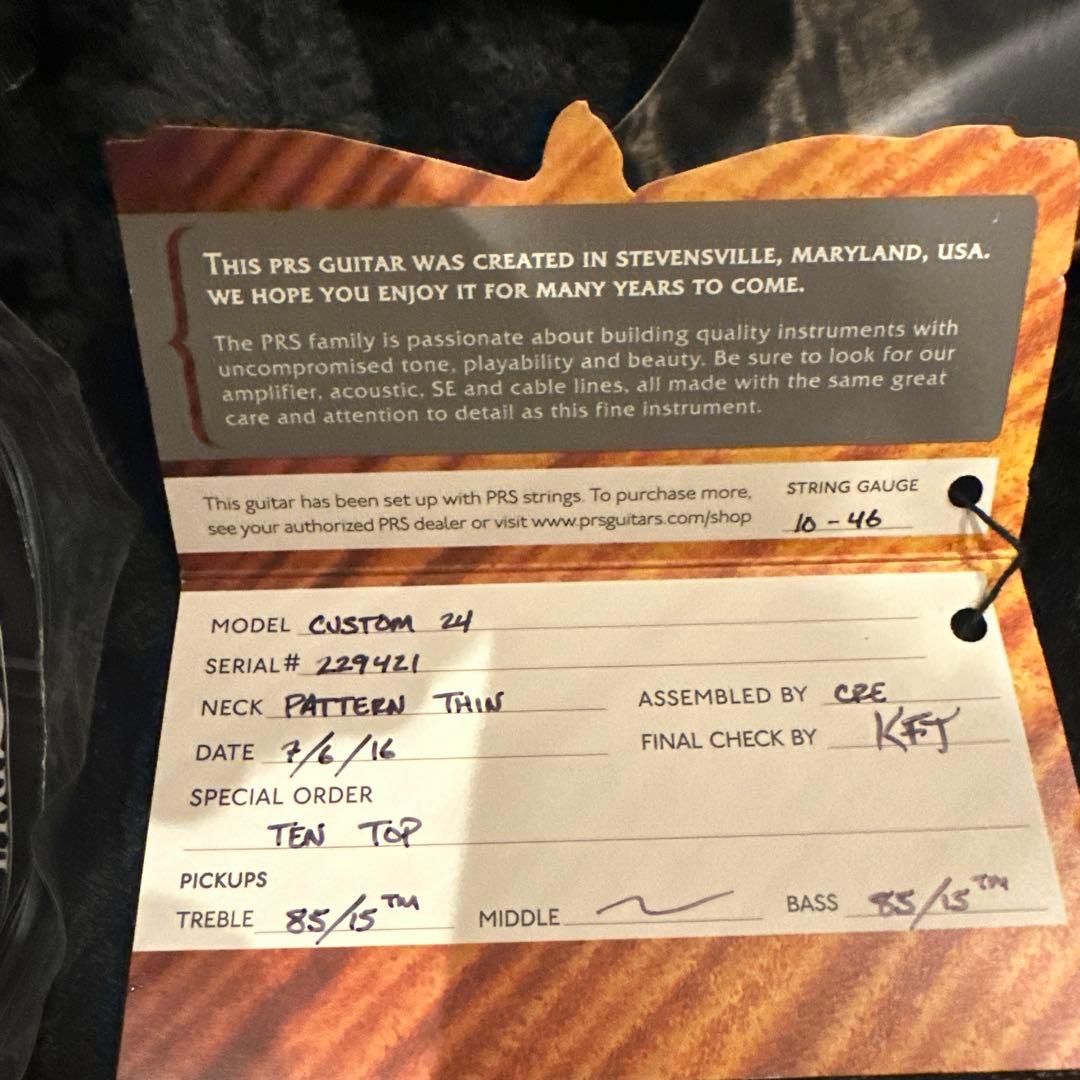 THIS PRS GUITAR WAS CREATED IN STEVENSVILLE, MARYLAND, USA.
WE HOPE YOU ENJOY IT FOR MANY YEARS TO COME.
The PRS family is passionate about building quality instruments with
uncompromised tone, playability and beauty. Be sure to look for our
amplifier, acoustic, SE and cable lines, all made with the same great
care and attention to detail as this fine instrument.
This guitar has been set up with PRS strings. To purchase more,
see your authorized PRS dealer or visit www.prsguitars.com/shop
STRING GAUGE
10 - 46
MODEL CUSTOM 24
SERIAL# 229421
NECK PATTERN THIN
ASSEMBLED BY CRE
DATE 7/6/16
FINAL CHECK BY KFJ
SPECIAL ORDER
TEN TOP
PICKUPS
TREBLE 85/15™ MIDDLE BASS 85/15™